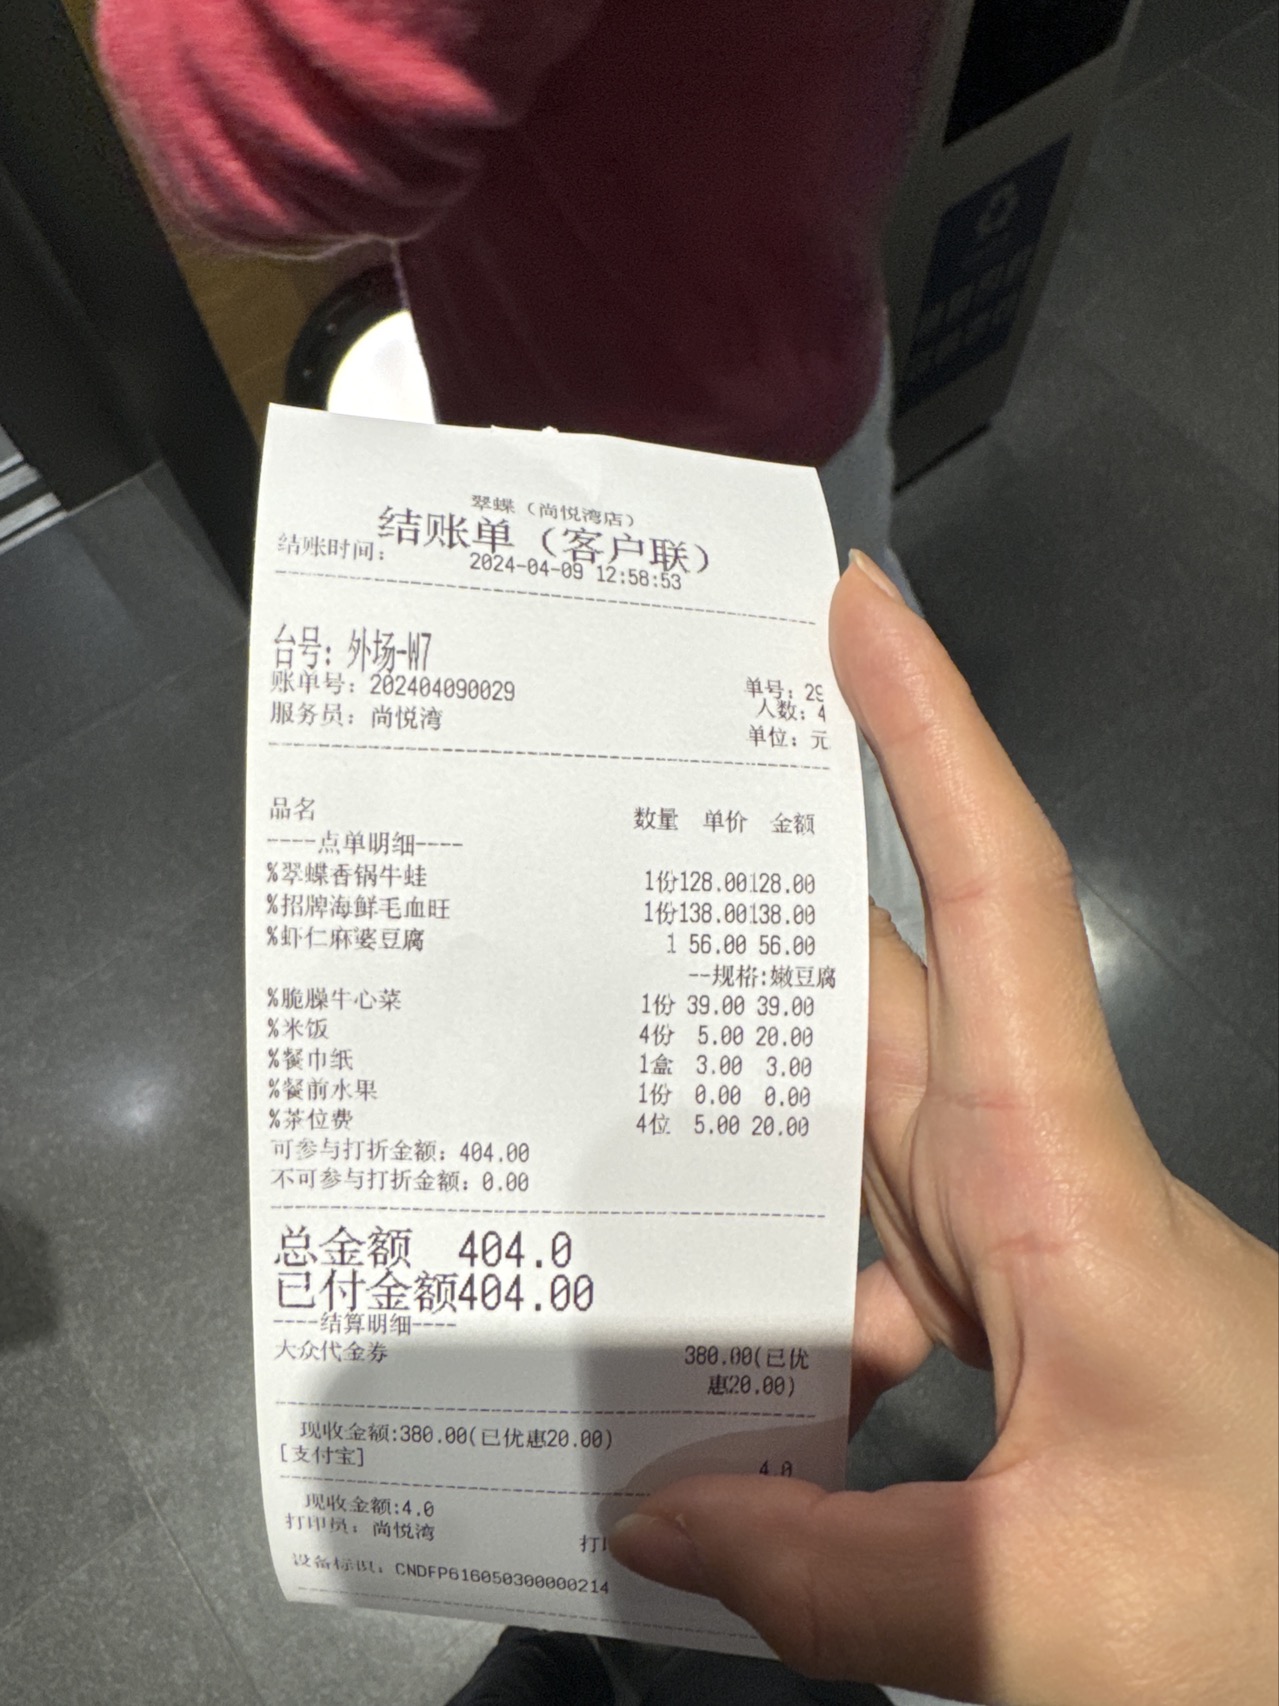 翠蝶（尚悦湾店）
结账单（客户联）
结账时间： 2024-04-09 12:58:53
台号：外场-W7
账单号：202404090029 单号：29
服务员：尚悦湾 人数：4
单位：元
品名 数量 单价 金额
----点单明细----
%翠蝶香锅牛蛙 1份128.00128.00
%招牌海鲜毛血旺 1份138.00138.00
%虾仁麻婆豆腐 1 56.00 56.00
--规格:嫩豆腐
%脆臊牛心菜 1份 39.00 39.00
%米饭 4份 5.00 20.00
%餐巾纸 1盒 3.00 3.00
%餐前水果 1份 0.00 0.00
%茶位费 4位 5.00 20.00
可参与打折金额：404.00
不可参与打折金额：0.00
总金额 404.0
已付金额404.00
----结算明细----
大众代金券 380.00(已优
惠20.00)
现收金额:380.00(已优惠20.00)
[支付宝] 4.0
现收金额:4.0
打印员：尚悦湾
设备标识：CNDFP616050300000214